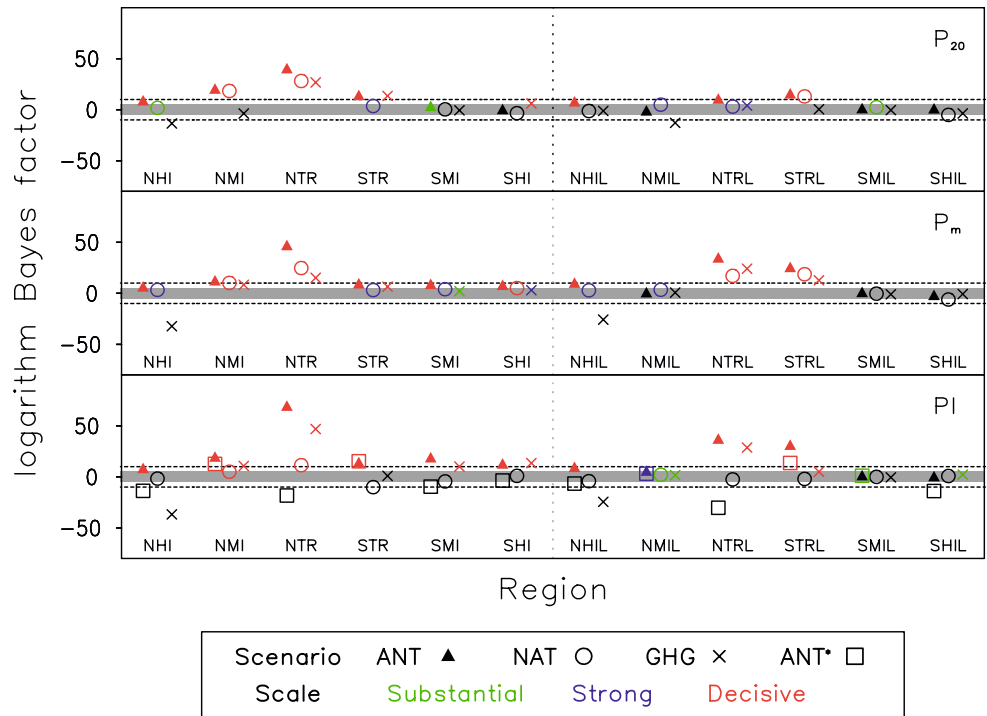 logarithm Bayes factor
P20
50
0
−50
NHI NMI NTR STR SMI SHI NHIL NMIL NTRL STRL SMIL SHIL
Pm
50
0
−50
NHI NMI NTR STR SMI SHI NHIL NMIL NTRL STRL SMIL SHIL
PI
50
0
−50
NHI NMI NTR STR SMI SHI NHIL NMIL NTRL STRL SMIL SHIL
Region
Scenario ANT NAT GHG ANT*
Scale Substantial Strong Decisive